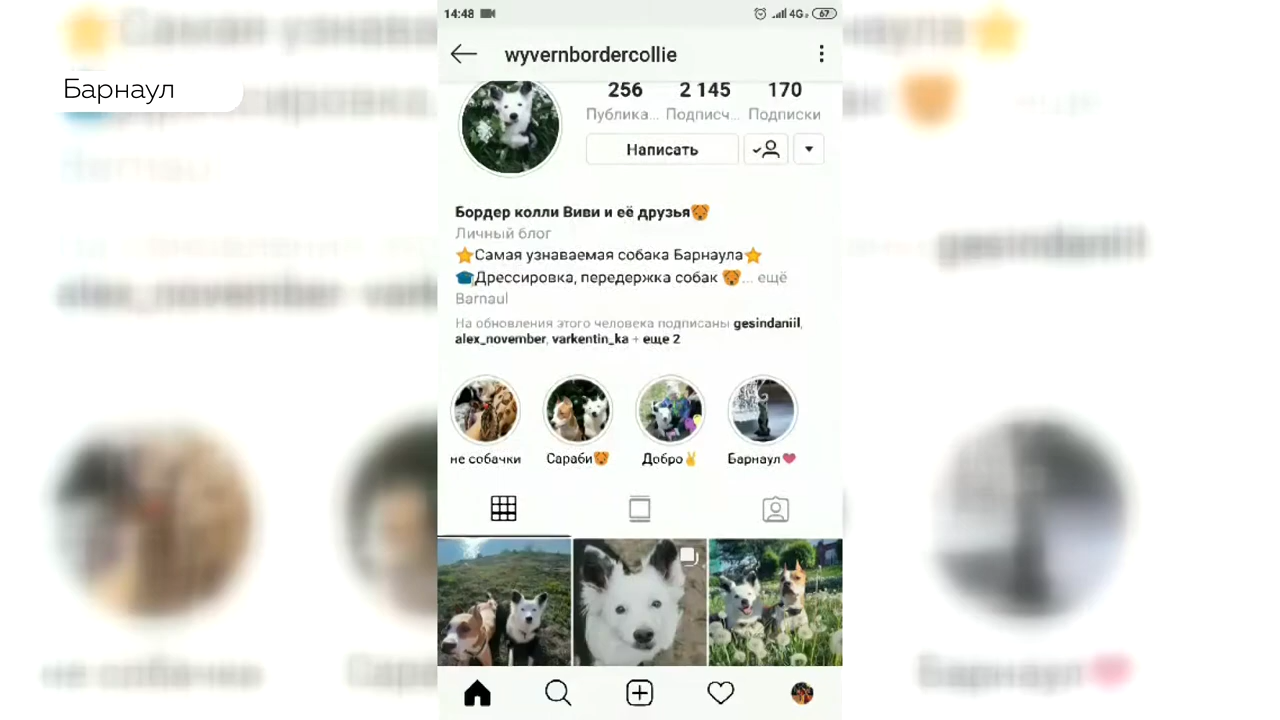 14:48
4G
67
Барнаул
wyvernbordercollie
256 2 145 170
Публика... Подписч... Подписки
Написать
Бордер колли Виви и её друзья
Личный блог
Самая узнаваемая собака Барнаула
Дрессировка, передержка собак ... ещё
Barnaul
На обновления этого человека подписаны gesindaniil,
alex_november, varkentin_ka + еще 2
не собачки Сараби Добро Барнаул